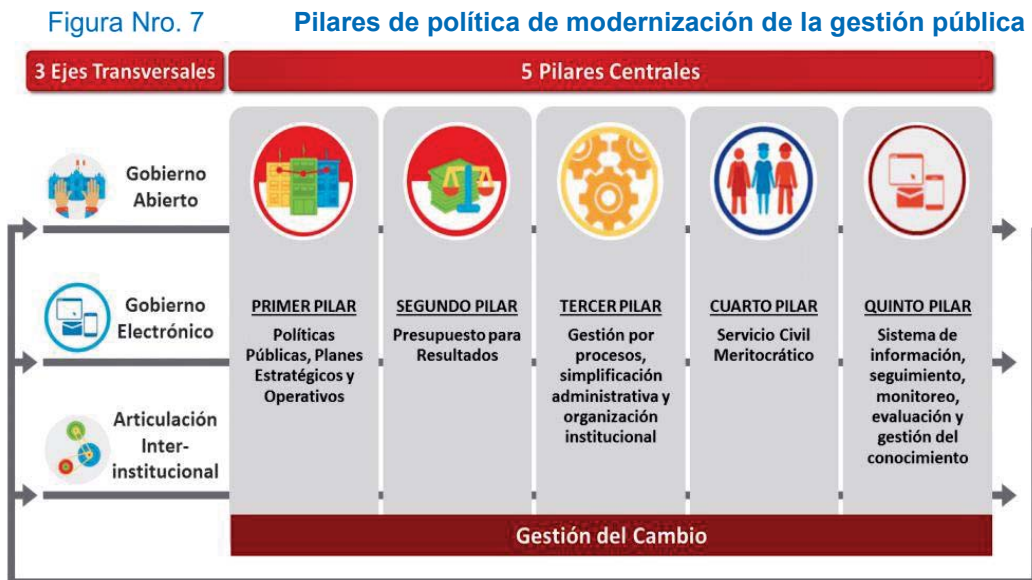 Figura Nro. 7 Pilares de política de modernización de la gestión pública
3 Ejes Transversales
5 Pilares Centrales
Gobierno
Abierto
Gobierno
Electrónico
Articulación
Inter-
institucional
PRIMER PILAR
Políticas
Públicas, Planes
Estratégicos y
Operativos
SEGUNDO PILAR
Presupuesto para
Resultados
TERCER PILAR
Gestión por
procesos,
simplificación
administrativa y
organización
institucional
CUARTO PILAR
Servicio Civil
Meritocrático
QUINTO PILAR
Sistema de
información,
seguimiento,
monitoreo,
evaluación y
gestión del
conocimiento
Gestión del Cambio